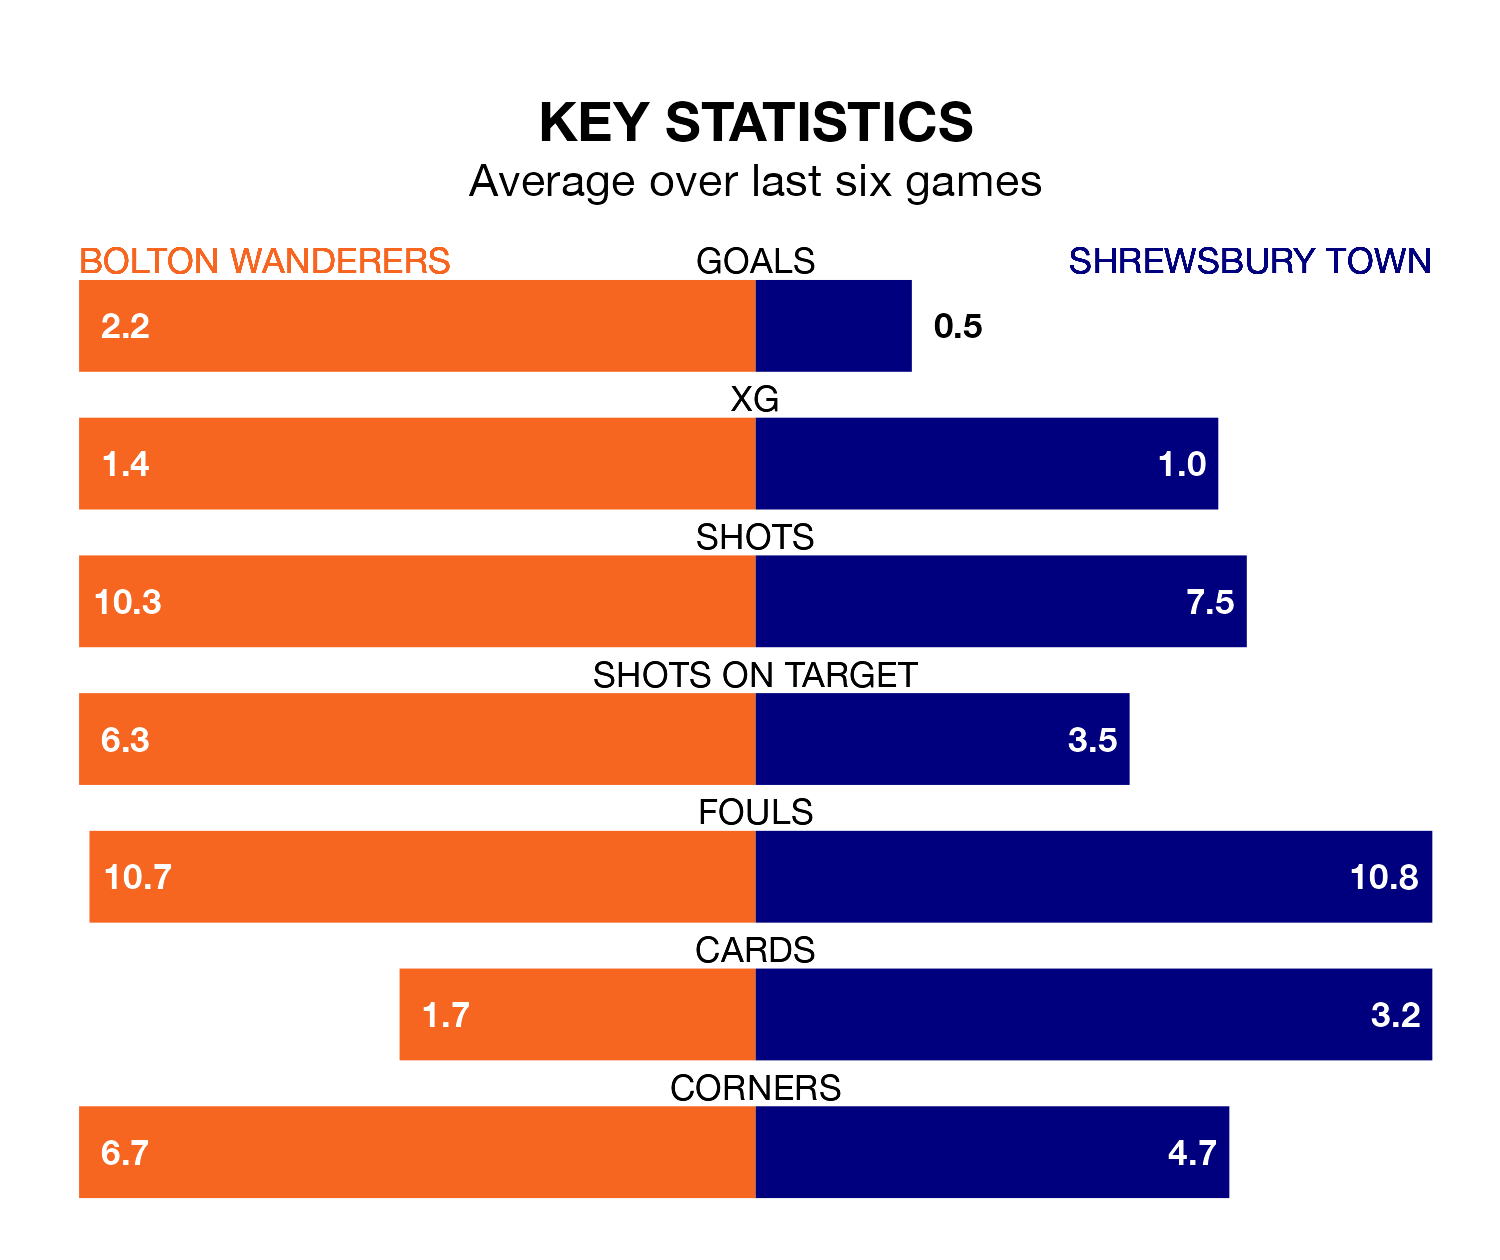 KEY STATISTICS
Average over last six games
BOLTON WANDERERS GOALS SHREWSBURY TOWN
2.2 0.5
XG
1.4 1.0
SHOTS
10.3 7.5
SHOTS ON TARGET
6.3 3.5
FOULS
10.7 10.8
CARDS
1.7 3.2
CORNERS
6.7 4.7